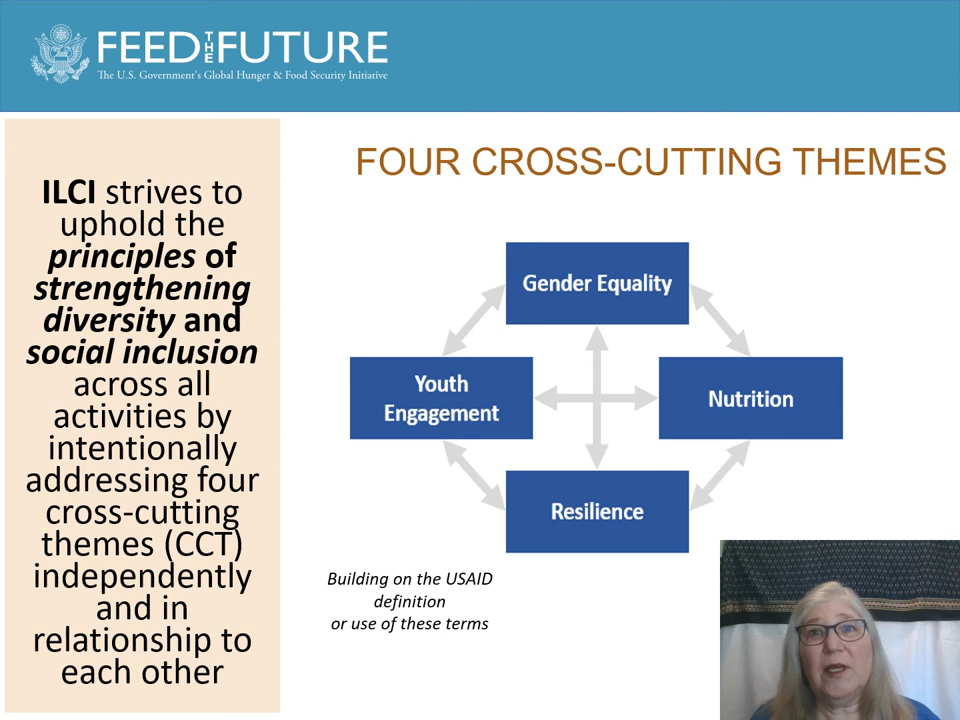 FEED THE FUTURE
The U.S. Government's Global Hunger & Food Security Initiative
FOUR CROSS-CUTTING THEMES
ILCI strives to
uphold the
principles of
strengthening
diversity and
social inclusion
across all
activities by
intentionally
addressing four
cross-cutting
themes (CCT)
independently
and in
relationship to
each other
Gender Equality
Youth
Engagement
Nutrition
Resilience
Building on the USAID
definition
or use of these terms